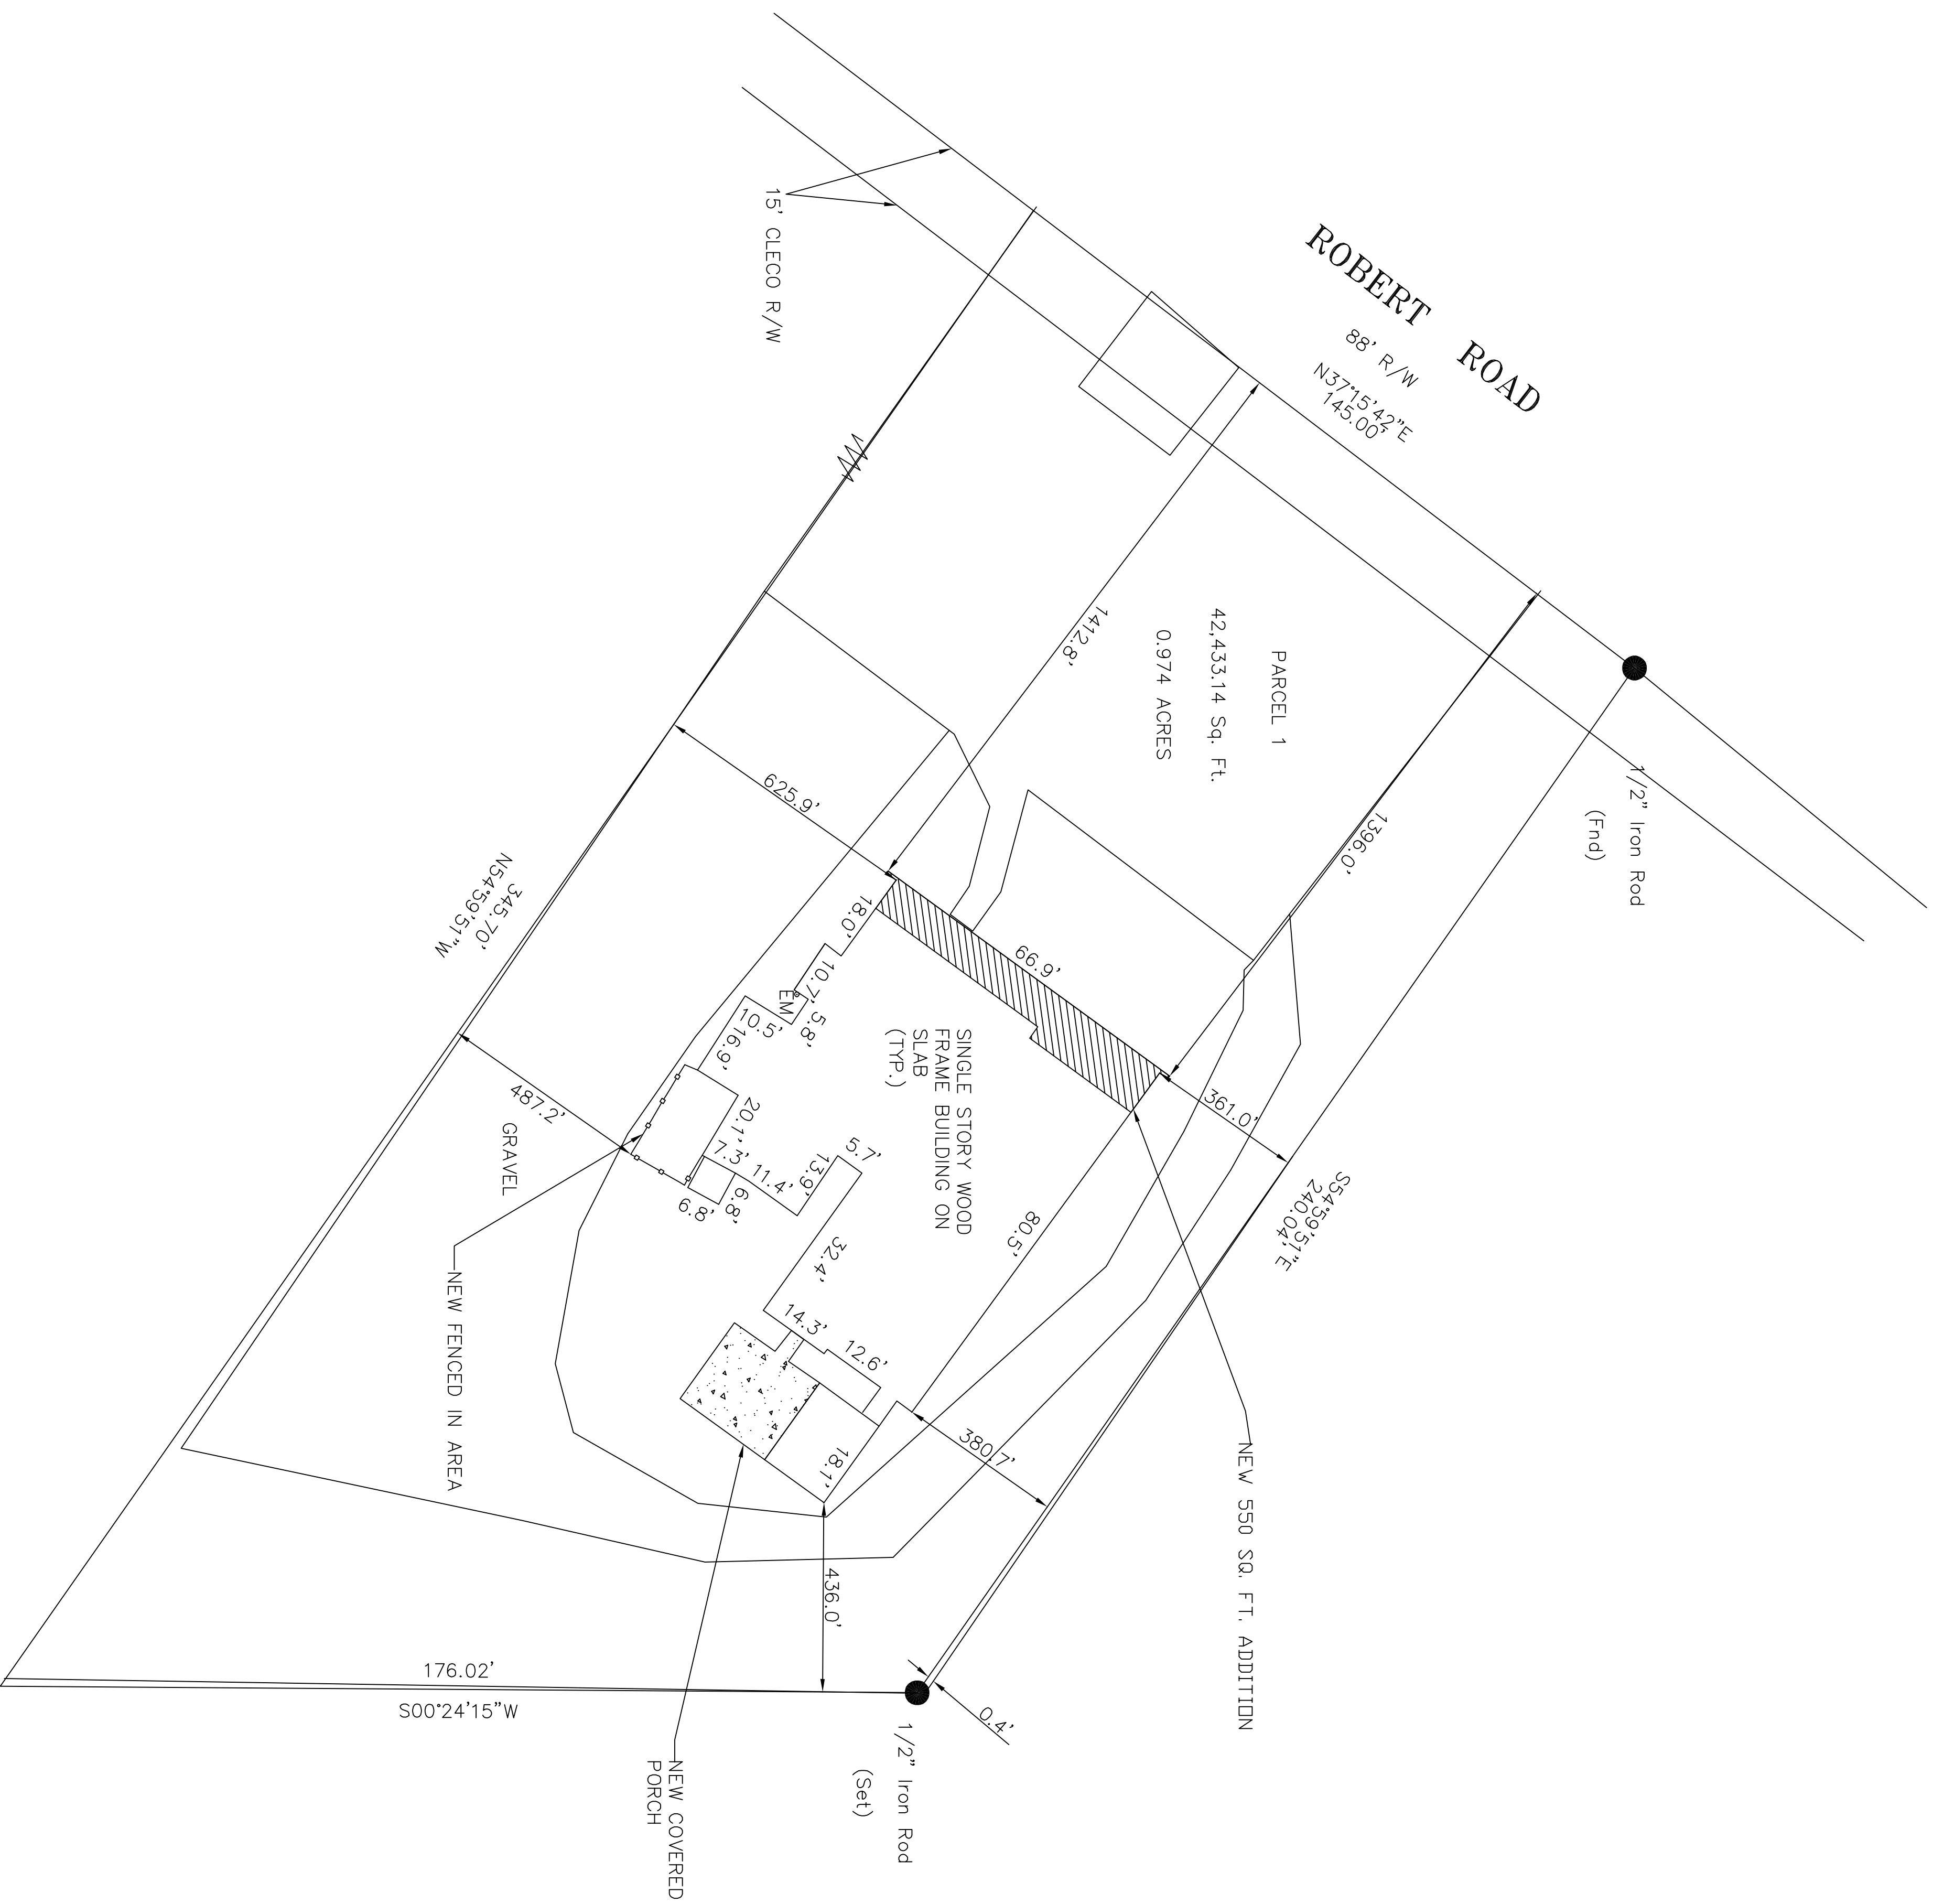 ROBERT ROAD
88' R/W
N37°15'42"E
145.00'
15' CLECO R/W
1/2" Iron Rod
(Fnd)
PARCEL 1
42,433.14 Sq. Ft.
0.974 ACRES
1412.8'
1396.0'
625.9'
66.9'
18.0'
10.7'
EM
5.8'
10.5'
16.9'
20.1'
7.3'
11.4'
13.9'
5.7'
6.8'
6.8'
32.4'
14.3'
12.6'
18.1'
80.5'
361.0'
380.7'
436.0'
487.2'
SINGLE STORY WOOD
FRAME BUILDING ON
SLAB
(TYP.)
345.70'
N54°59'51"W
S54°59'51"E
240.04'
GRAVEL
NEW FENCED IN AREA
NEW 550 SQ. FT. ADDITION
176.02'
S00°24'15"W
0.4'
1/2" Iron Rod
(Set)
NEW COVERED
PORCH